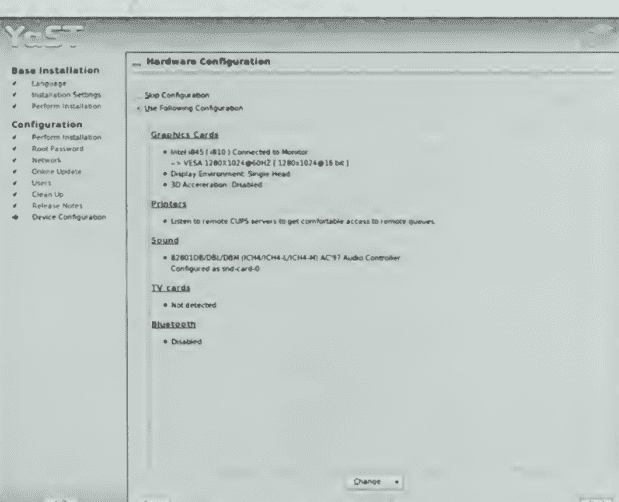 YaST
Base Installation
Language
Installation Settings
Perform Installation
Configuration
Perform Installation
Root Password
Network
Online Update
Users
Clean Up
Release Notes
Device Configuration
Hardware Configuration
Skip Configuration
Use Following Configuration
Graphics Cards
Intel i845 ( i810 ) Connected to Monitor
--> VESA 1280X1024@60HZ [ 1280x1024@16 bit ]
Display Environment: Single Head
3D Accereration: Disabled
Printers
Listen to remote CUPS servers to get comfortable access to remote queues.
Sound
82801DB/DBL/DBM (ICH4/ICH4-L/ICH4-M) AC'97 Audio Controller
Configured as snd-card-0
TV cards
Not detected
Bluetooth
Disabled
Change